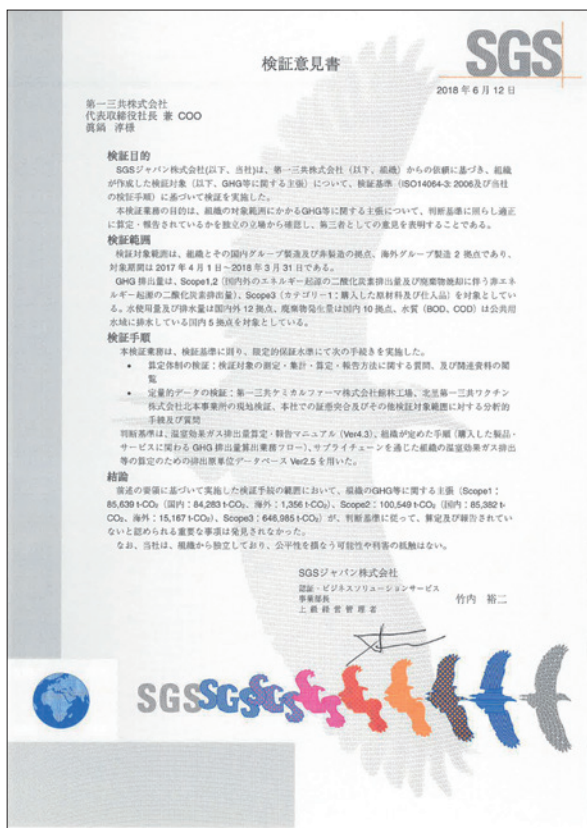 SGS
検証意見書
2018年6月12日
第一三共株式会社
代表取締役社長 兼 COO
眞鍋 淳様
検証目的
SGSジャパン株式会社(以下、当社)は、第一三共株式会社（以下、組織）からの依頼に基づき、組織
が作成した検証対象（以下、GHG等に関する主張）について、検証基準（ISO14064-3: 2006及び当社
の検証手順）に基づいて検証を実施した。
本検証業務の目的は、組織の対象範囲にかかるGHG等に関する主張について、判断基準に照らし適正
に算定・報告されているかを独立の立場から確認し、第三者としての意見を表明することである。
検証範囲
検証対象範囲は、組織とその国内グループ製造及び非製造の拠点、海外グループ製造 2 拠点であり、
対象期間は 2017 年 4 月 1 日～2018 年 3 月 31 日である。
GHG 排出量は、Scope1,2（国内外のエネルギー起源の二酸化炭素排出量及び廃棄物焼却に伴う非エネ
ルギー起源の二酸化炭素排出量）、Scope3（カテゴリー1：購入した原材料及び仕入品）を対象としてい
る。水使用量及び排水量は国内外 12 拠点、廃棄物発生量は国内 10 拠点、水質（BOD、COD）は公共用
水域に排水している国内 5 拠点を対象としている。
検証手順
本検証業務は、検証基準に則り、限定的保証水準にて次の手続きを実施した。
• 算定体制の検証：検証対象の測定・集計・算定・報告方法に関する質問、及び関連資料の閲
覧
• 定量的データの検証：第一三共ケミカルファーマ株式会社館林工場、北里第一三共ワクチン
株式会社北本事業所の現地検証、本社での証憑突合及びその他検証対象範囲に対する分析的
手続及び質問
判断基準は、温室効果ガス排出量算定・報告マニュアル (Ver4.3)、組織が定めた手順（購入した製品・
サービスに関わる GHG 排出量算出業務フロー）、サプライチェーンを通じた組織の温室効果ガス排出
等の算定のための排出原単位データベース Ver2.5 を用いた。
結論
前述の要領に基づいて実施した検証手続の範囲において、組織のGHG等に関する主張（Scope1：
85,639 t-CO₂（国内：84,283 t-CO₂、海外：1,356 t-CO₂）、Scope2：100,549 t-CO₂（国内：85,382 t-
CO₂、海外：15,167 t-CO₂）、Scope3：646,985 t-CO₂）が、判断基準に従って、算定及び報告されてい
ないと認められる重要な事項は発見されなかった。
なお、当社は、組織から独立しており、公平性を損なう可能性や利害の抵触はない。
SGSジャパン株式会社
認証・ビジネスソリューションサービス
事業部長
上級経営管理者
竹内 裕二
SGSSGSSGS